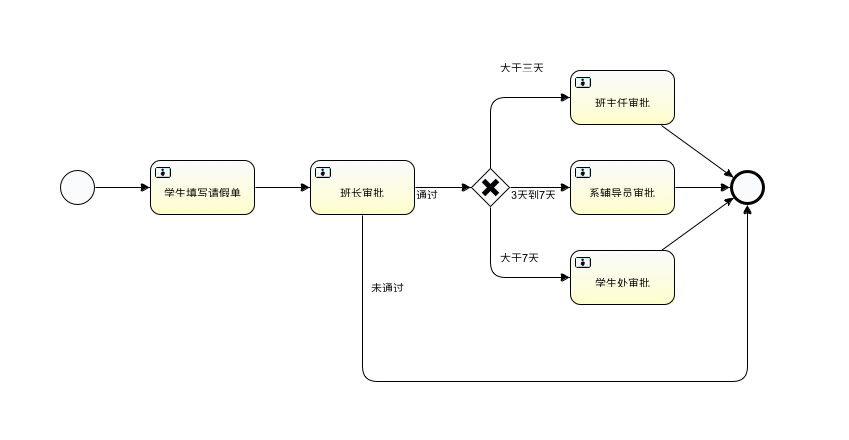 大于三天
班主任审批
学生填写请假单
班长审批
通过
3天到7天
系辅导员审批
大于7天
学生处审批
未通过